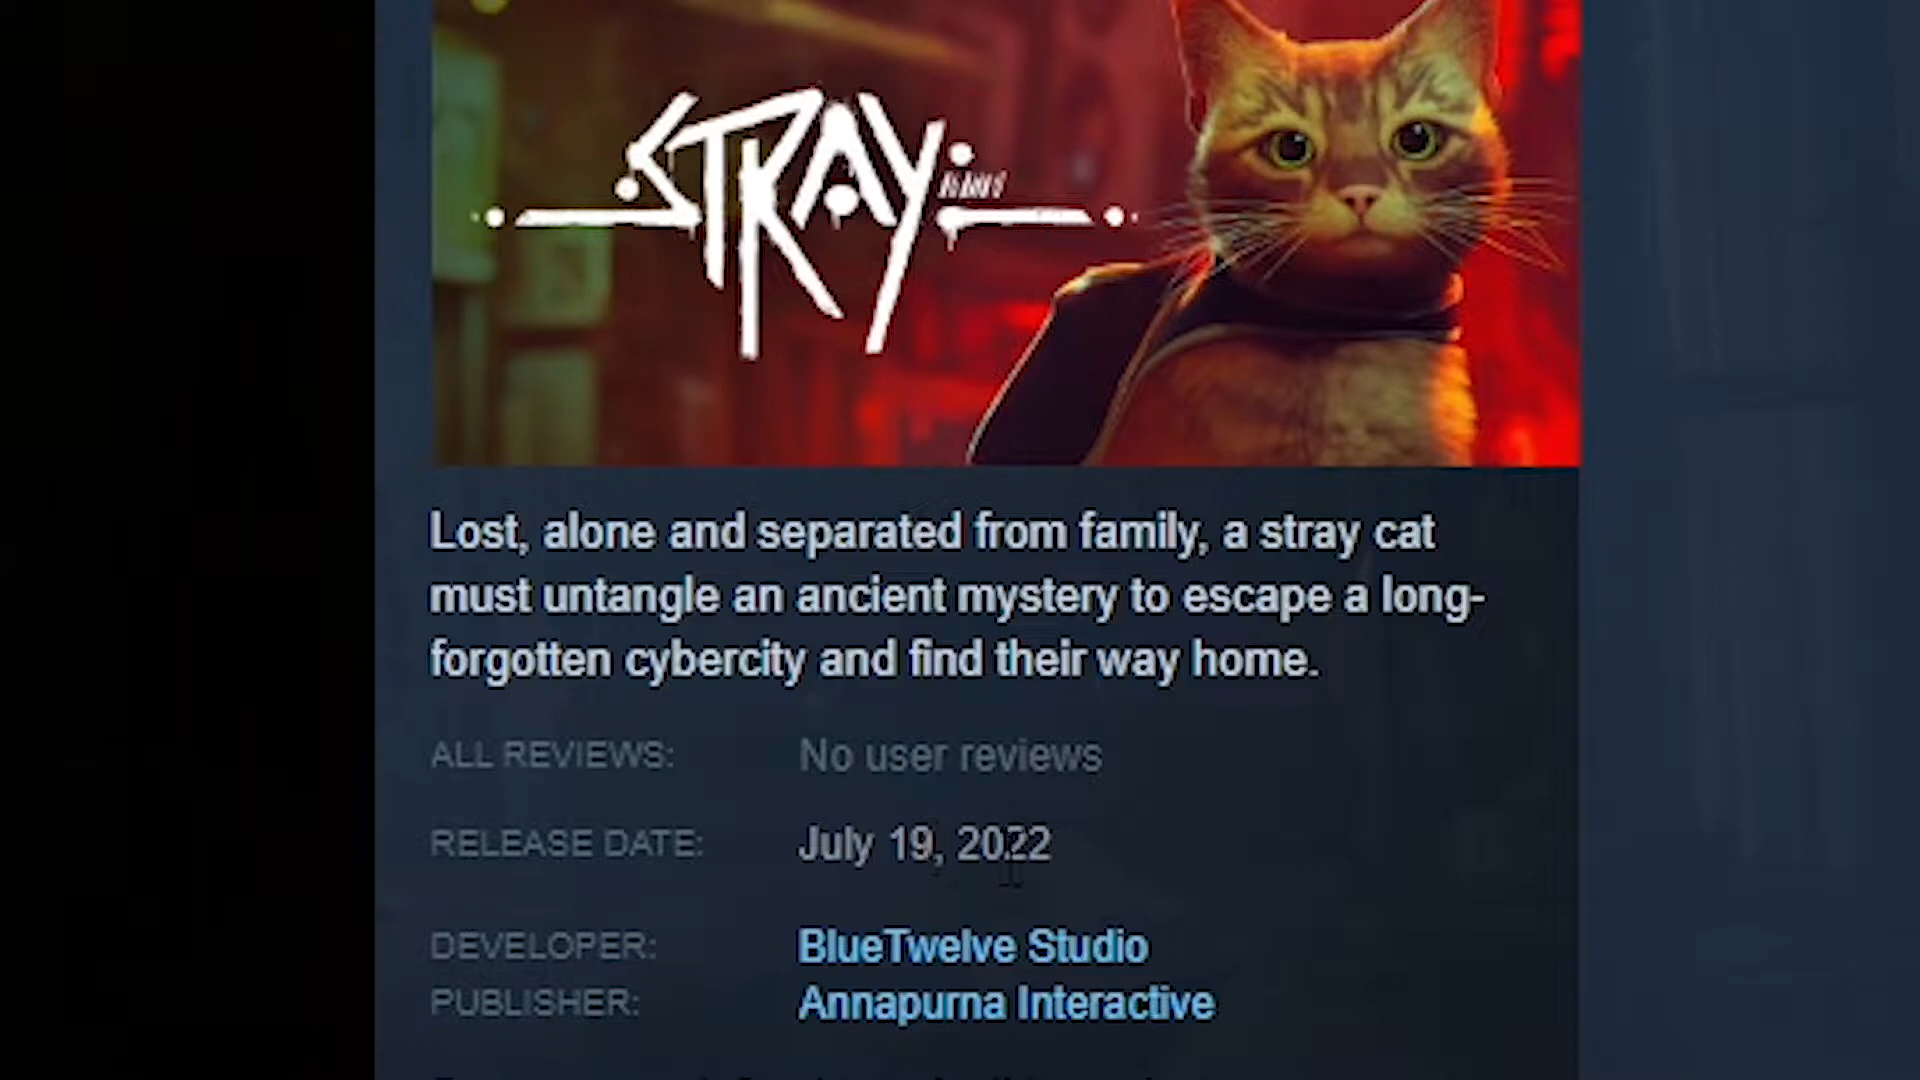 STRAY
Lost, alone and separated from family, a stray cat
must untangle an ancient mystery to escape a long-
forgotten cybercity and find their way home.
ALL REVIEWS: No user reviews
RELEASE DATE: July 19, 2022
DEVELOPER: BlueTwelve Studio
PUBLISHER: Annapurna Interactive